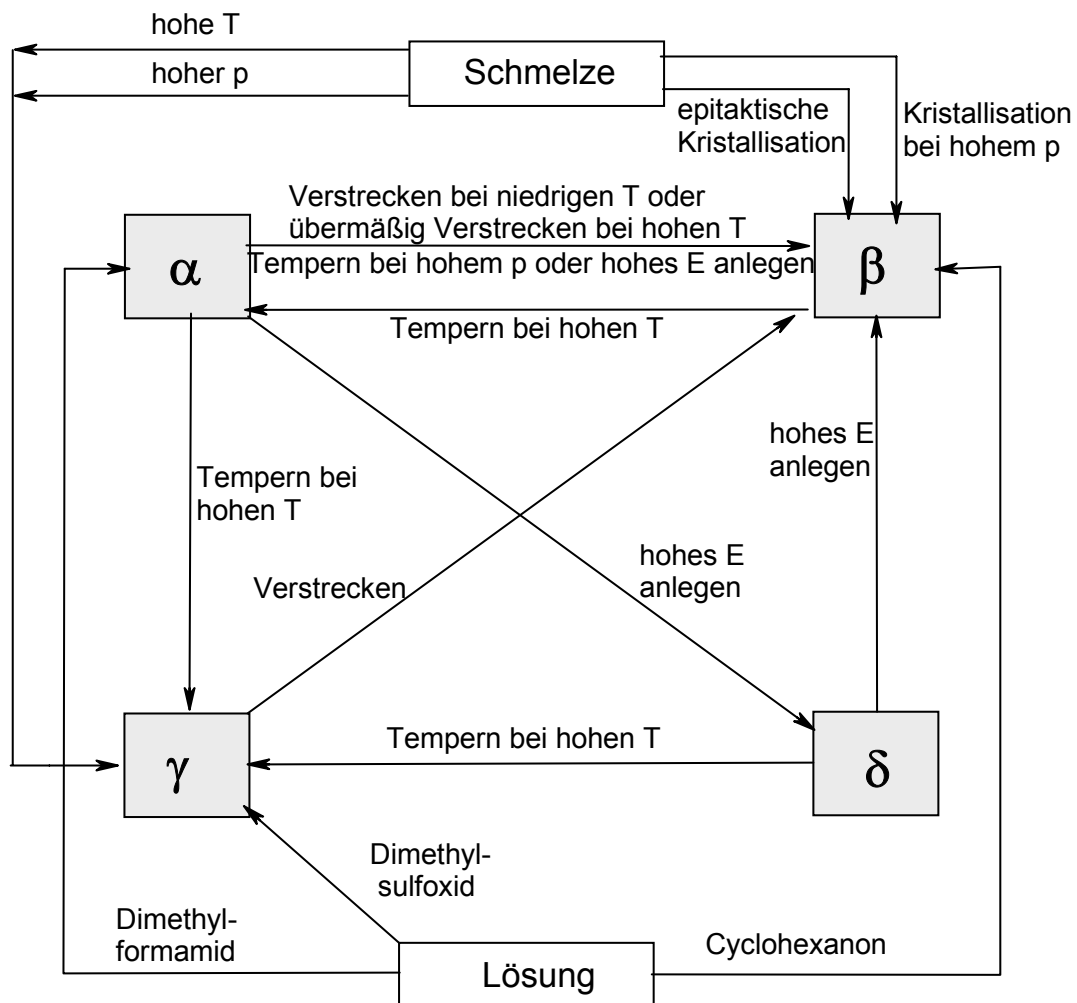 hohe T
hoher p
Schmelze
epitaktische
Kristallisation
Kristallisation
bei hohem p
Verstrecken bei niedrigen T oder
übermäßig Verstrecken bei hohen T
Tempern bei hohem p oder hohes E anlegen
α
β
Tempern bei hohen T
hohes E
anlegen
Tempern bei
hohen T
Verstrecken
hohes E
anlegen
Tempern bei hohen T
γ
δ
Dimethyl-
sulfoxid
Dimethyl-
formamid
Lösung
Cyclohexanon